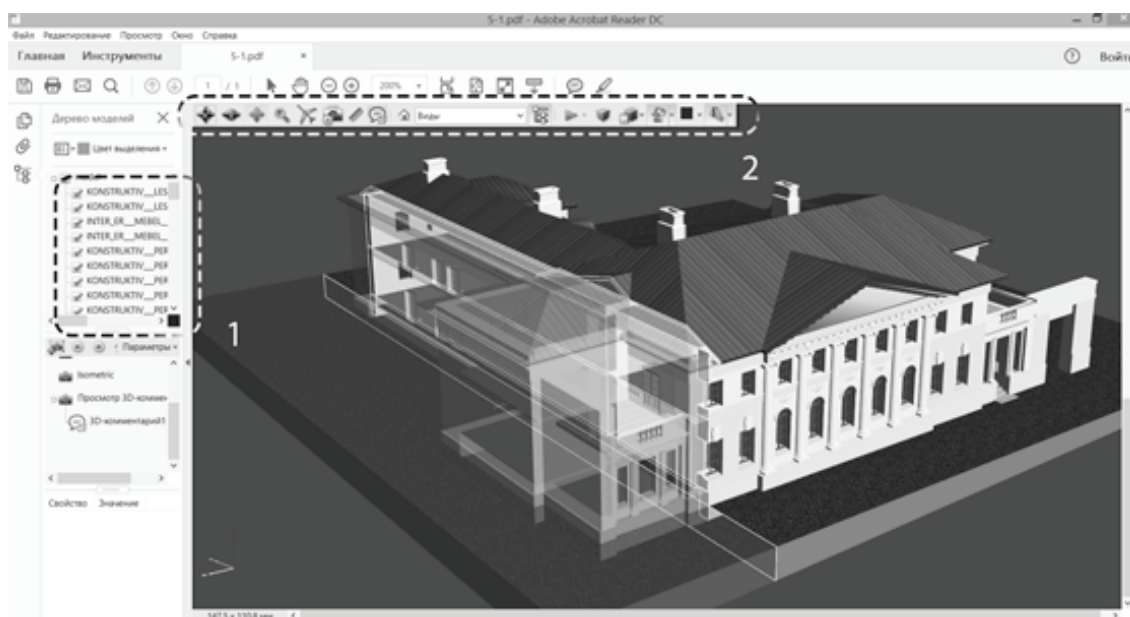 5-1.pdf - Adobe Acrobat Reader DC
Файл Редактирование Просмотр Окно Справка
Главная Инструменты 5-1.pdf × Войти
1 / 1 200%
Дерево моделей
Виды
Цвет выделения
2
KONSTRUKTIV__LES
KONSTRUKTIV__LES
INTER_ER__MEBEL_
INTER_ER__MEBEL_
KONSTRUKTIV__PER
KONSTRUKTIV__PER
KONSTRUKTIV__PER
KONSTRUKTIV__PER
KONSTRUKTIV__PER
1
Параметры
Isometric
Просмотр 3D-коммен
3D-комментарий1
Свойство Значение